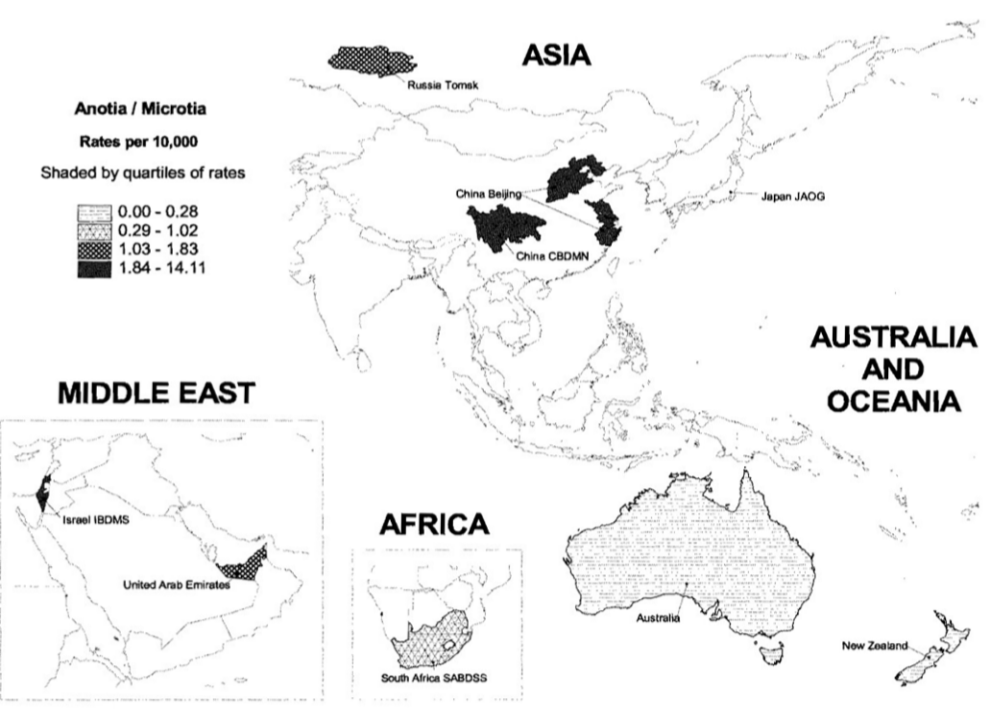 ASIA
Russia Tomsk
Anotia / Microtia
Rates per 10,000
Shaded by quartiles of rates
0.00 - 0.28
0.29 - 1.02
1.03 - 1.83
1.84 - 14.11
China Beijing
Japan JAOG
China CBDMN
AUSTRALIA
AND
OCEANIA
MIDDLE EAST
Israel IBDMS
United Arab Emirates
AFRICA
South Africa SABDSS
Australia
New Zealand